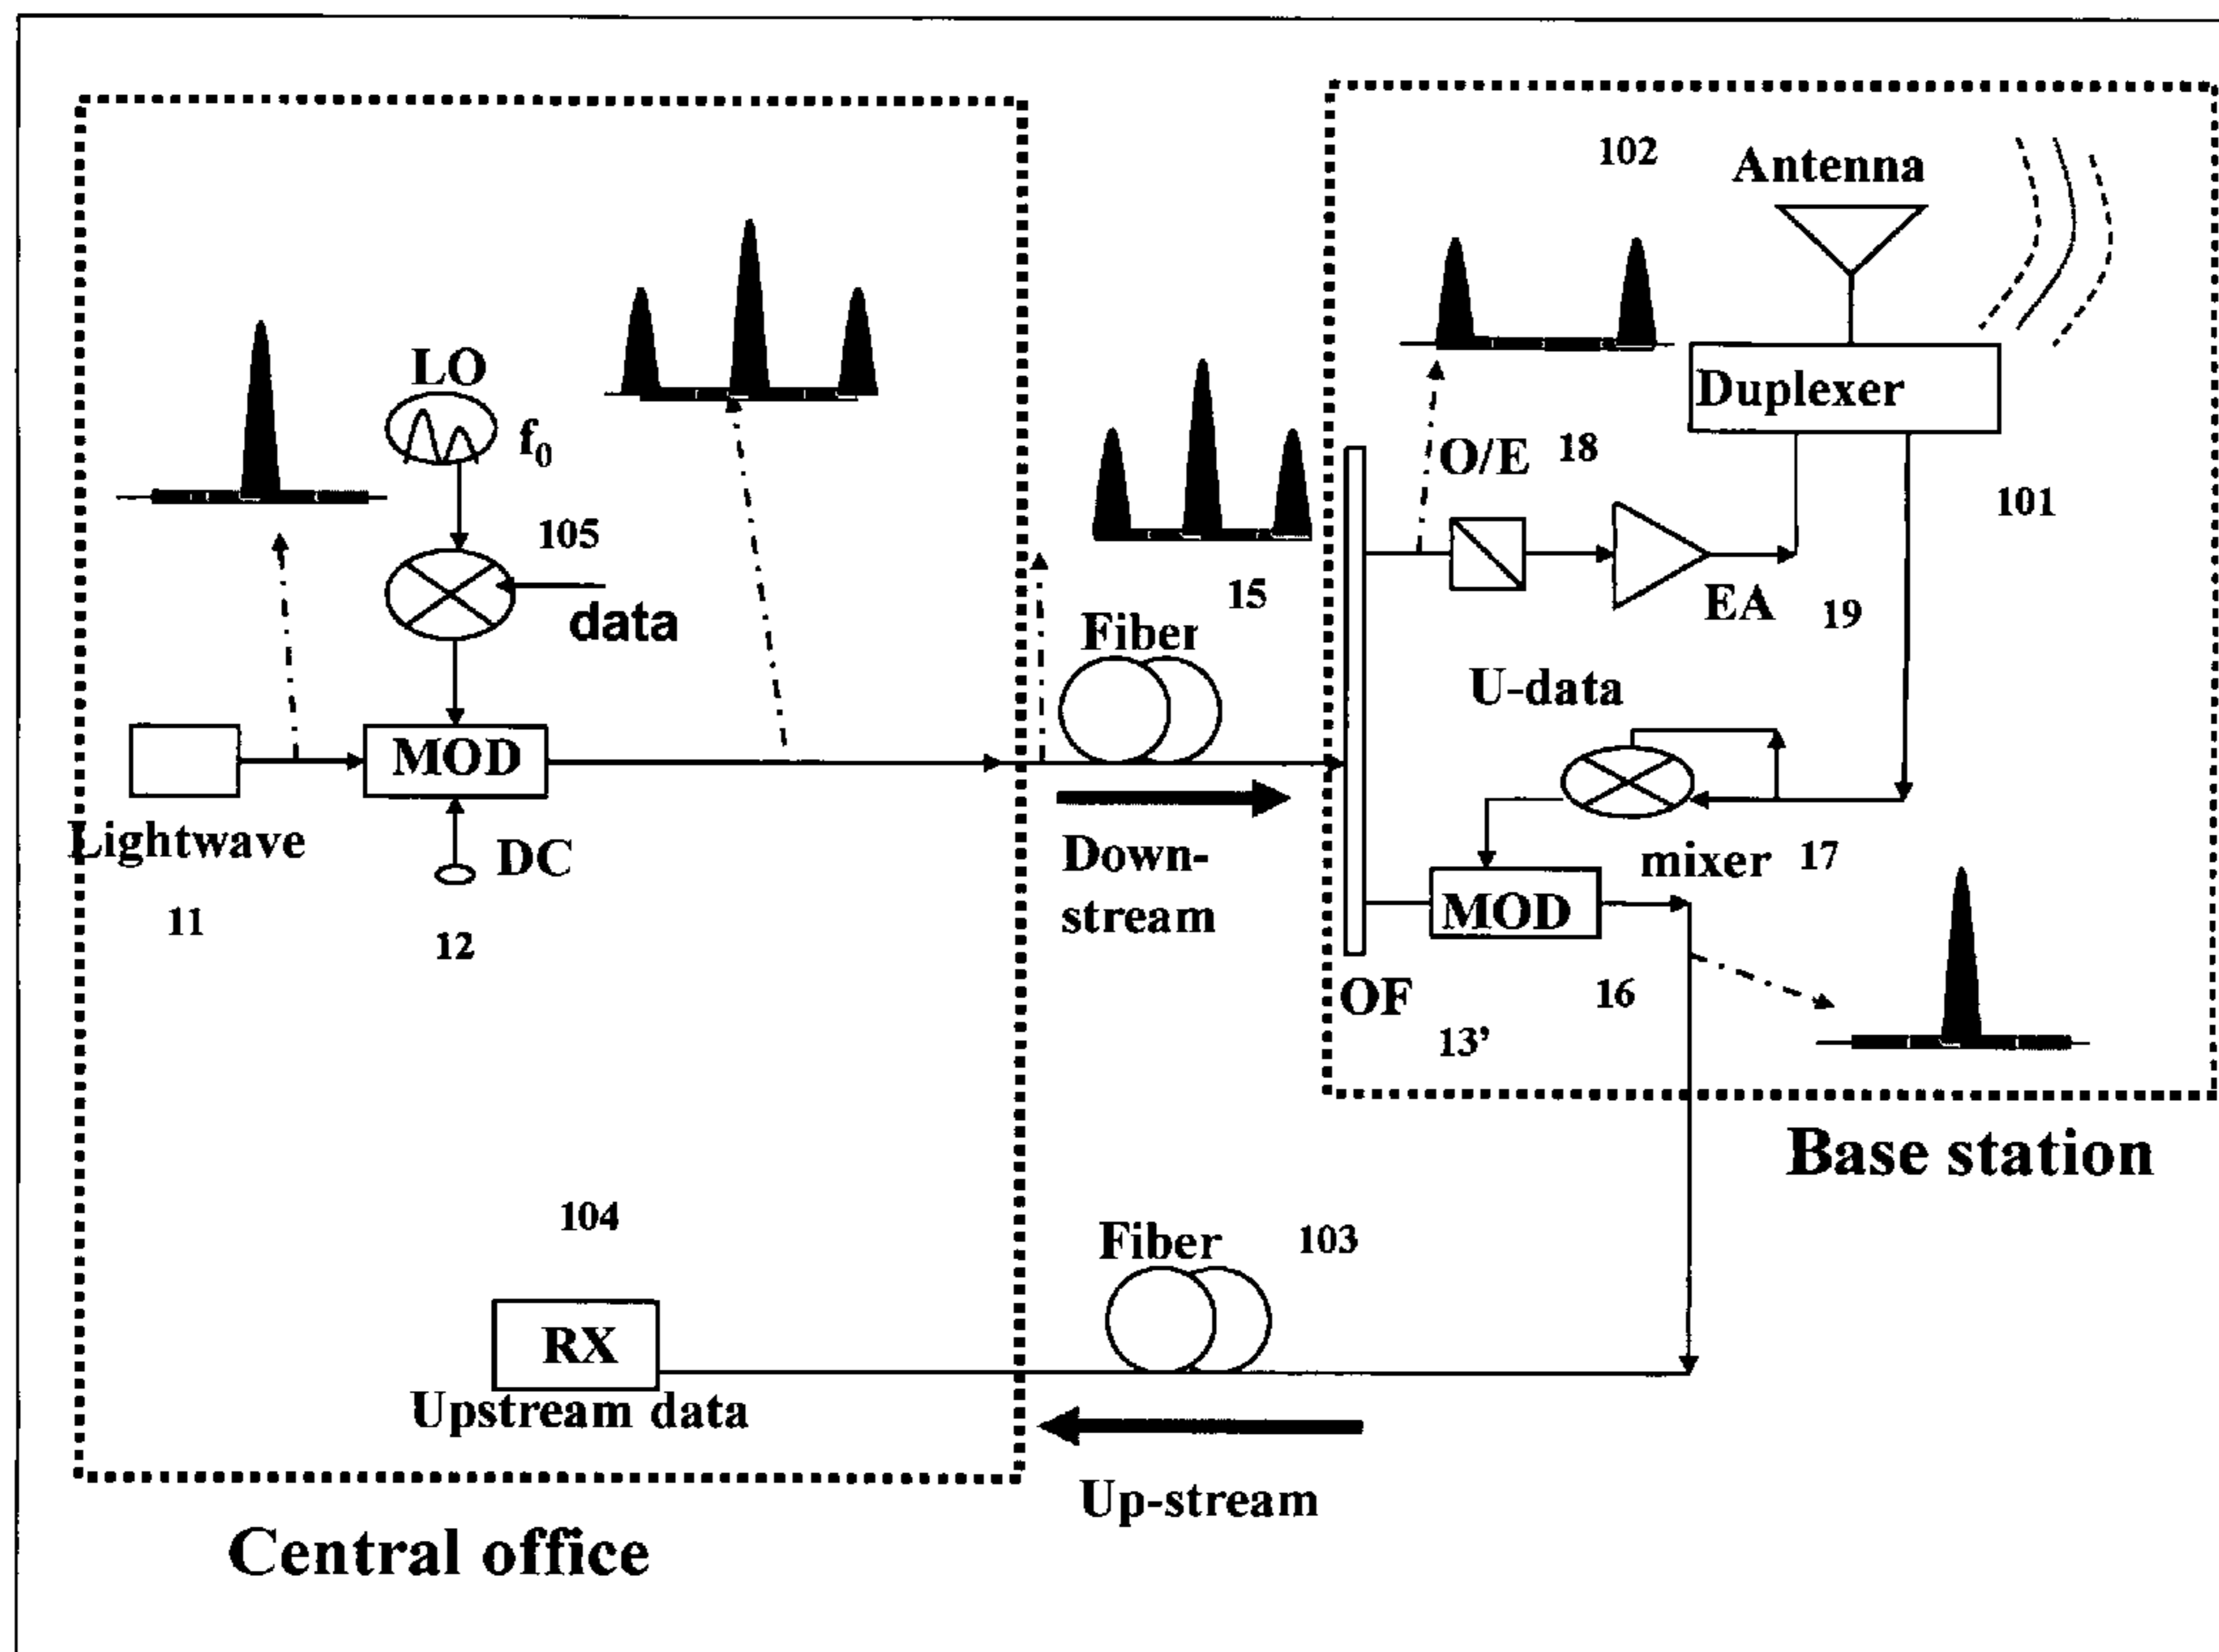 102
Antenna
LO
f0
Duplexer
O/E
18
101
105
data
15
Fiber
EA
19
U-data
MOD
Lightwave
DC
Down-
stream
mixer
17
11
12
MOD
OF
16
13’
Base station
104
Fiber
103
RX
Upstream data
Up-stream
Central office